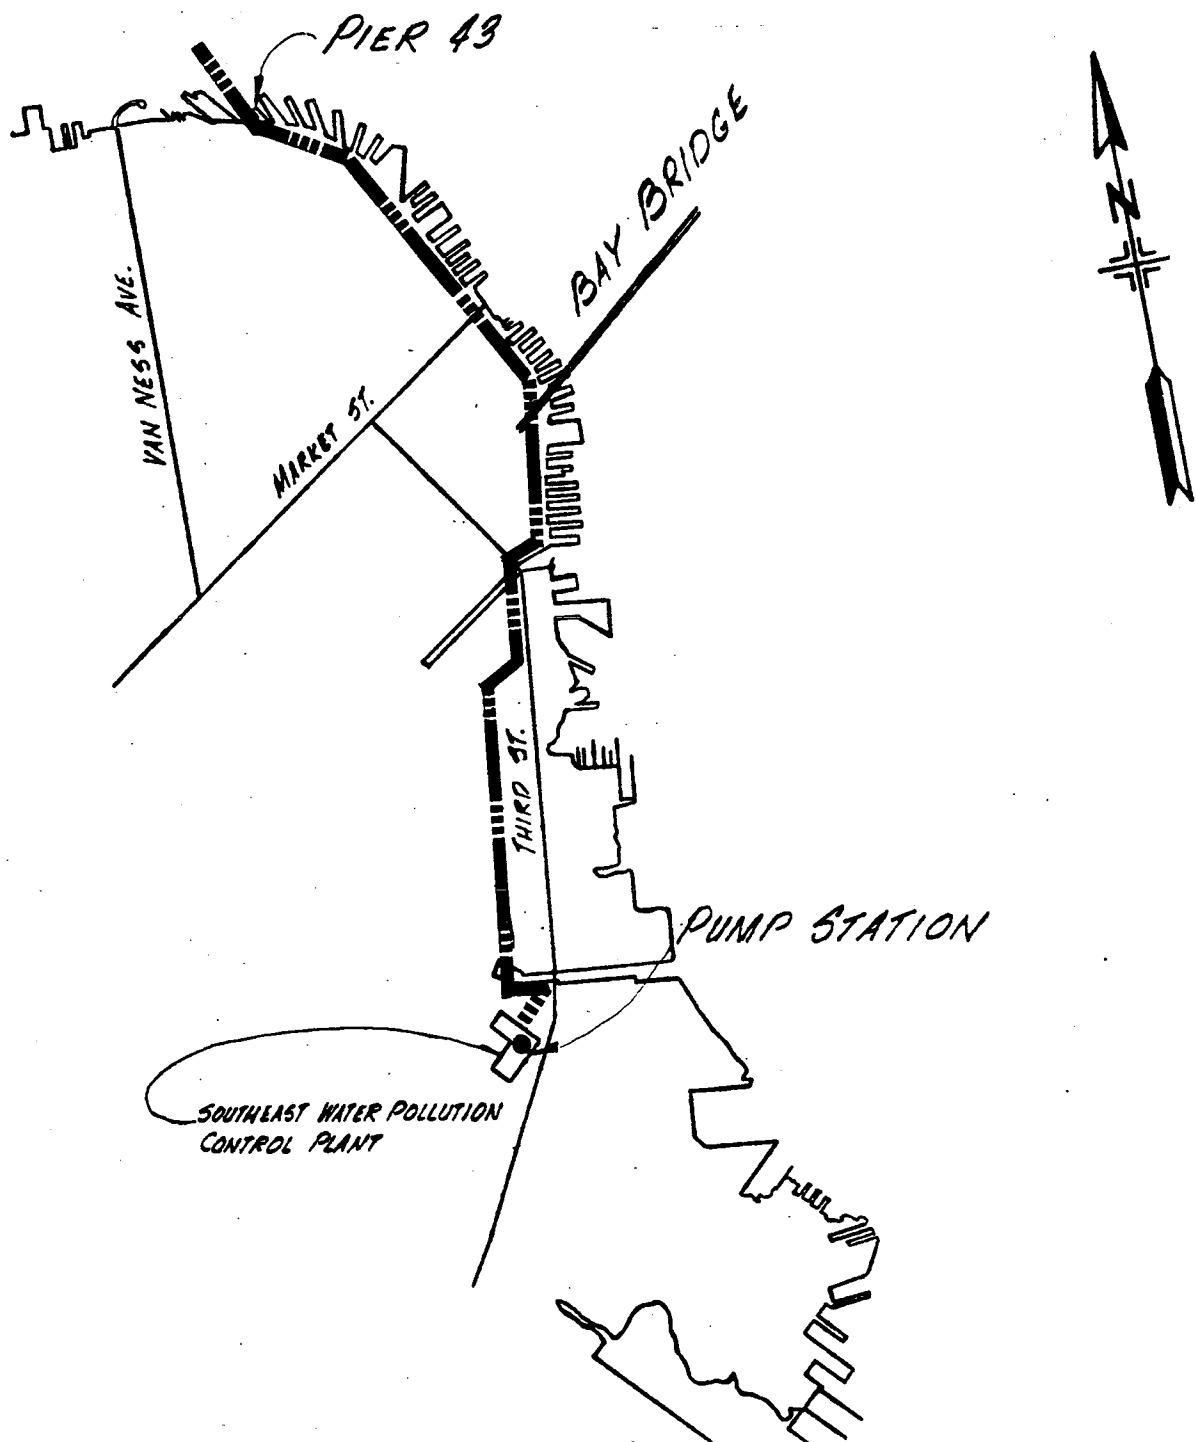 PIER 43
BAY BRIDGE
N
VAN NESS AVE.
MARKET ST.
THIRD ST.
PUMP STATION
SOUTHEAST WATER POLLUTION
CONTROL PLANT